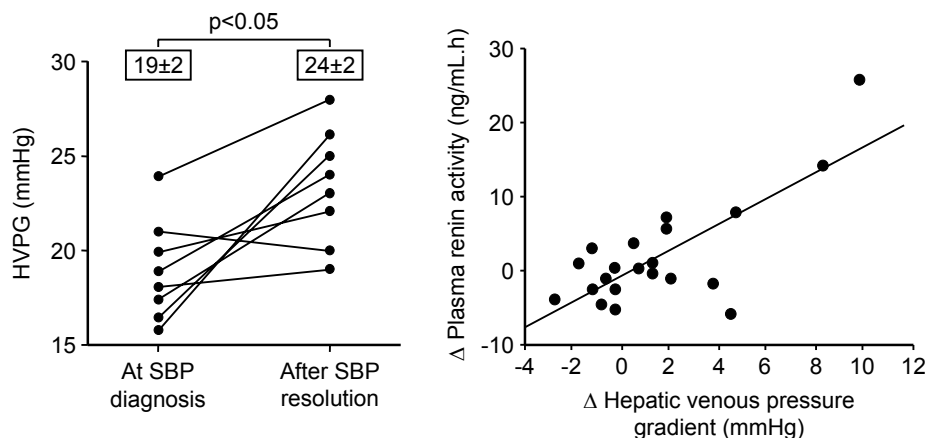 p<0.05
19±2
24±2
30
25
20
15
HVPG (mmHg)
At SBP
diagnosis
After SBP
resolution
30
20
10
0
-10
Δ Plasma renin activity (ng/mL.h)
-4 -2 0 2 4 6 8 10 12
Δ Hepatic venous pressure
gradient (mmHg)